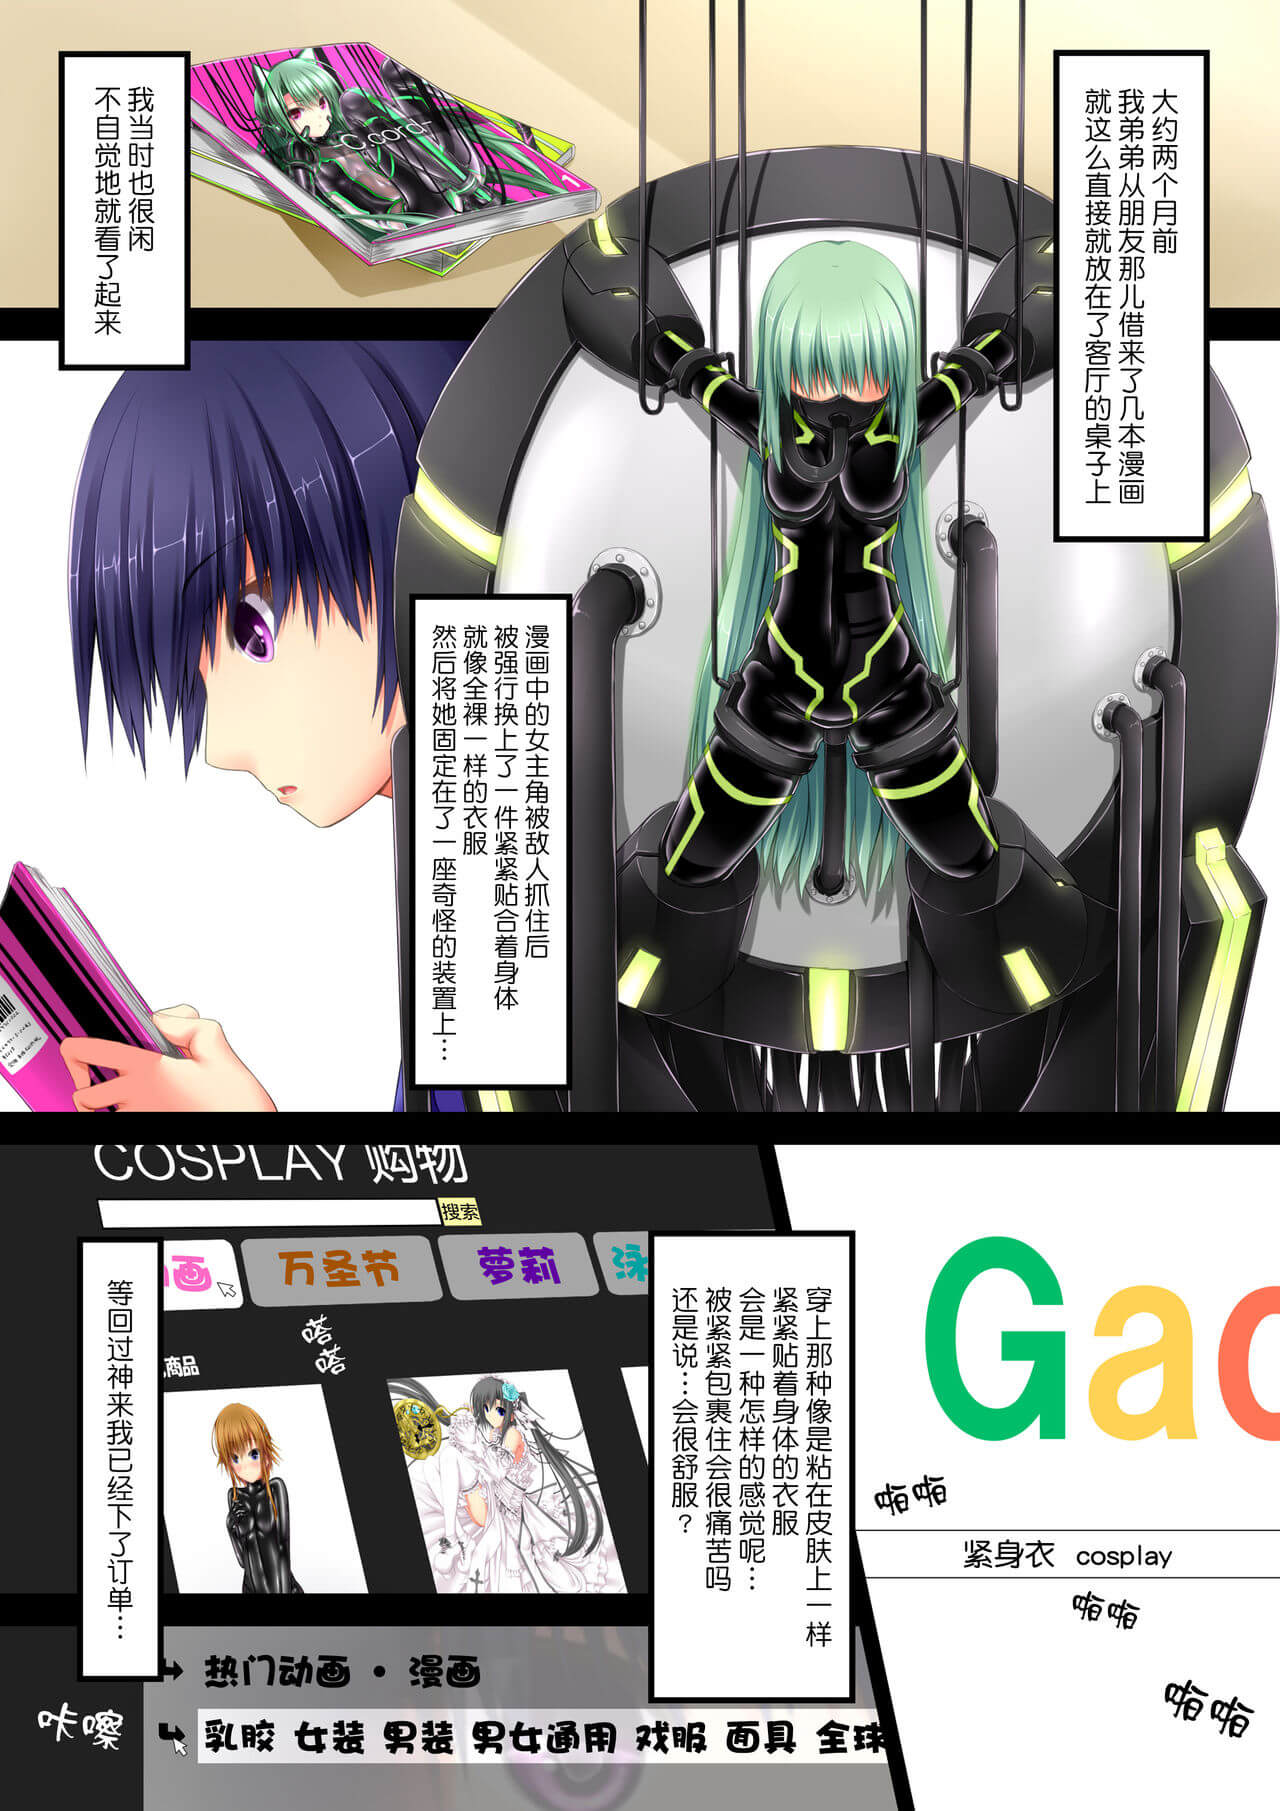 大约两个月前
我弟弟从朋友那儿借来了几本漫画
就这么直接就放在了客厅的桌子上
-C.cord-
1
我当时也很闲
不自觉地就看了起来
漫画中的女主角被敌人抓住后
被强行换上了一件紧紧贴合着身体
就像全裸一样的衣服
然后将她固定在了一座奇怪的装置上…
Gao
啪啪
紧身衣 cosplay
啪啪
啪啪
穿上那种像是粘在皮肤上一样
紧紧贴着身体的衣服
会是一种怎样的感觉呢…
被紧紧包裹住会很痛苦吗
还是说…会很舒服？
COSPLAY 购物
搜索
画
万圣节
萝莉
泳
嗒
嗒
商品
等回过神来我已经下了订单…
热门动画・漫画
乳胶 女装 男装 男女通用 戏服 面具 全球
咔嚓